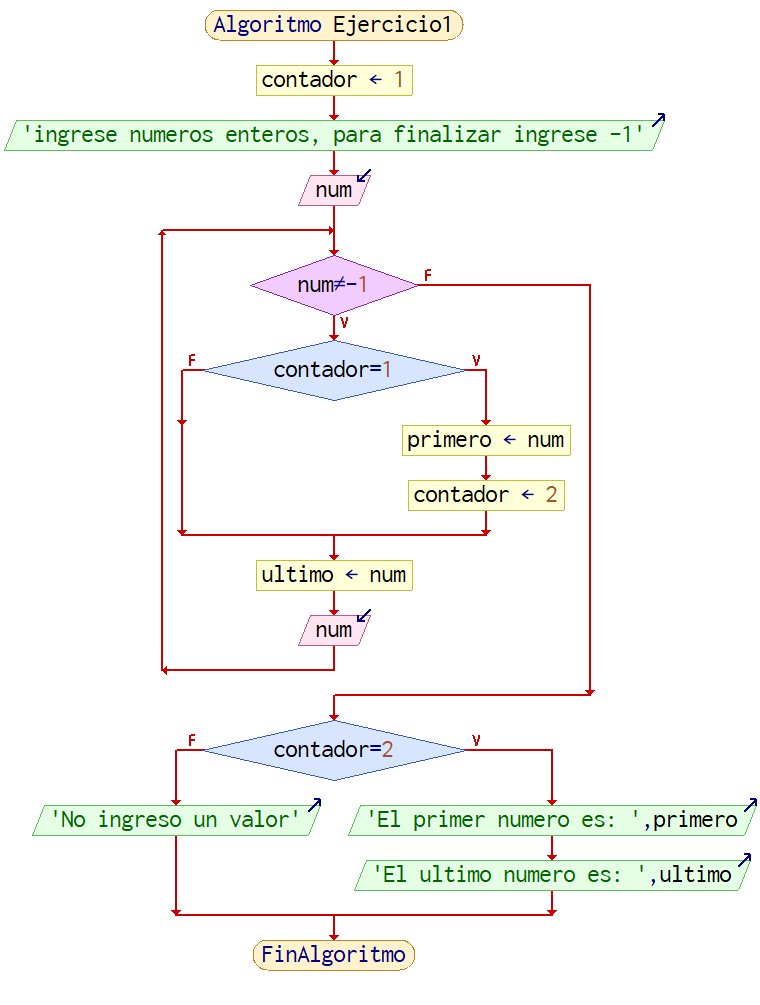 Algoritmo Ejercicio1
contador ← 1
'ingrese numeros enteros, para finalizar ingrese -1'
num
num≠-1
F
V
contador=1
F
V
primero ← num
contador ← 2
ultimo ← num
num
contador=2
F
V
'No ingreso un valor'
'El primer numero es: ',primero
'El ultimo numero es: ',ultimo
FinAlgoritmo